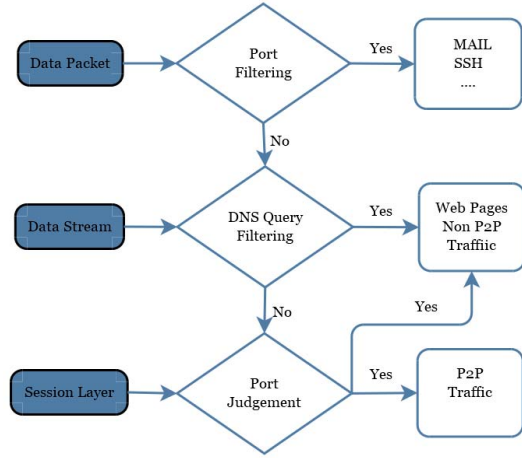 Data Packet
Port
Filtering
Yes
MAIL
SSH
....
No
Data Stream
DNS Query
Filtering
Yes
Web Pages
Non P2P
Traffiic
No
Yes
Session Layer
Port
Judgement
Yes
P2P
Traffic